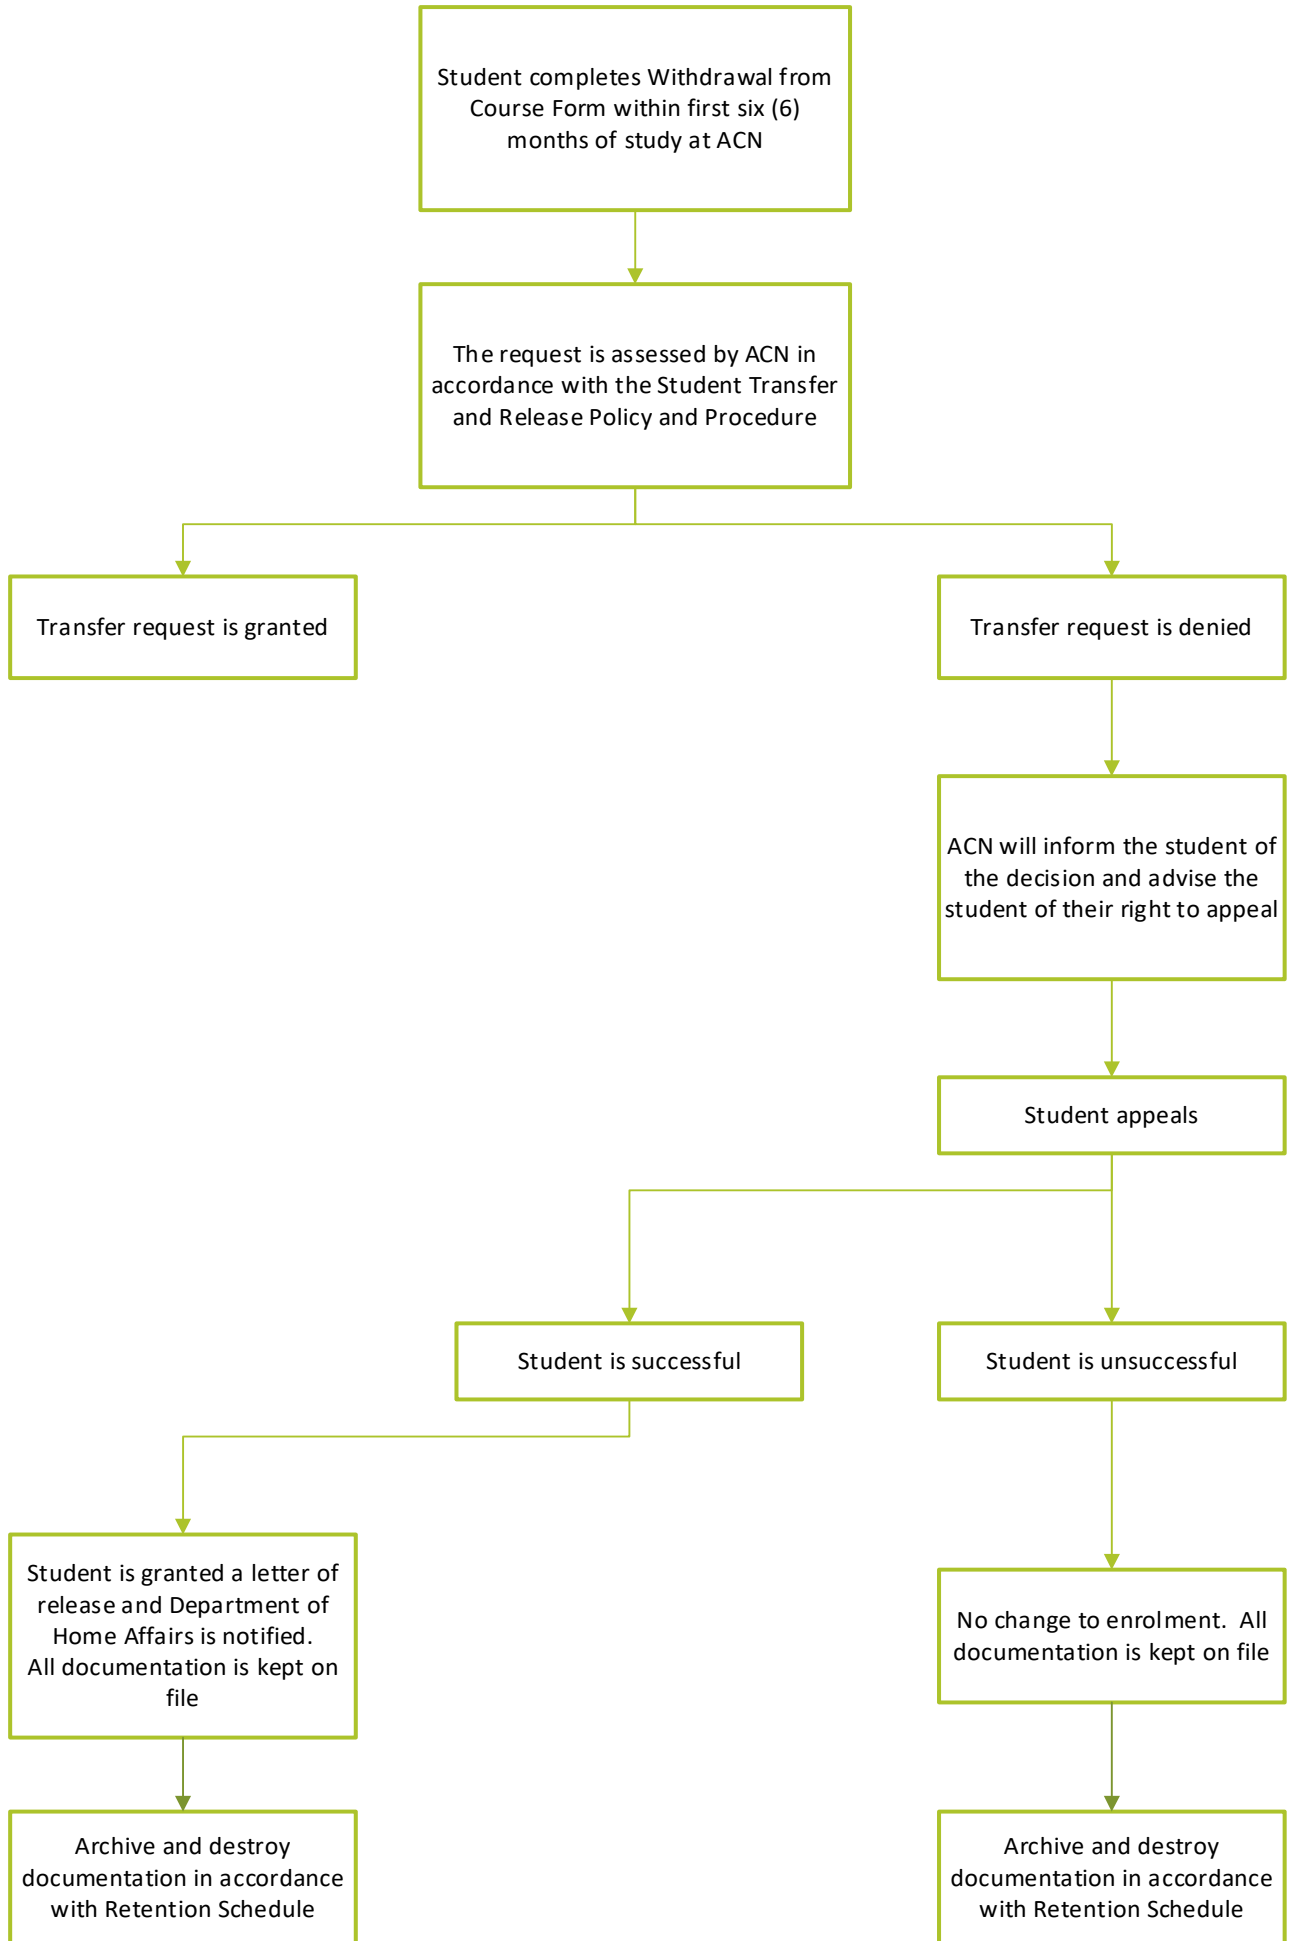 Student completes Withdrawal from
Course Form within first six (6)
months of study at ACN
The request is assessed by ACN in
accordance with the Student Transfer
and Release Policy and Procedure
Transfer request is granted
Transfer request is denied
ACN will inform the student of
the decision and advise the
student of their right to appeal
Student appeals
Student is successful
Student is unsuccessful
Student is granted a letter of
release and Department of
Home Affairs is notified.
All documentation is kept on
file
No change to enrolment.  All
documentation is kept on file
Archive and destroy
documentation in accordance
with Retention Schedule
Archive and destroy
documentation in accordance
with Retention Schedule